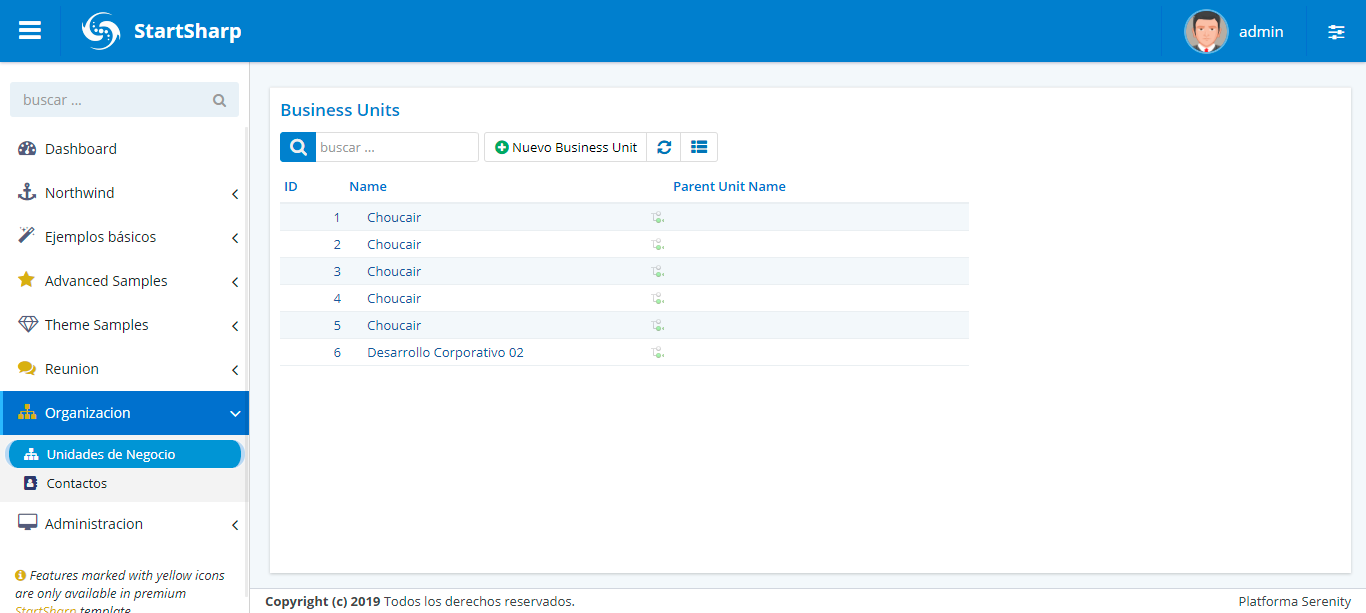 StartSharp
admin
buscar ...
Dashboard
Northwind
Ejemplos básicos
Advanced Samples
Theme Samples
Reunion
Organizacion
Unidades de Negocio
Contactos
Administracion
Features marked with yellow icons
are only available in premium
StartSharp template
Business Units
buscar ...
Nuevo Business Unit
ID Name Parent Unit Name
1 Choucair
2 Choucair
3 Choucair
4 Choucair
5 Choucair
6 Desarrollo Corporativo 02
Copyright (c) 2019 Todos los derechos reservados.
Platforma Serenity